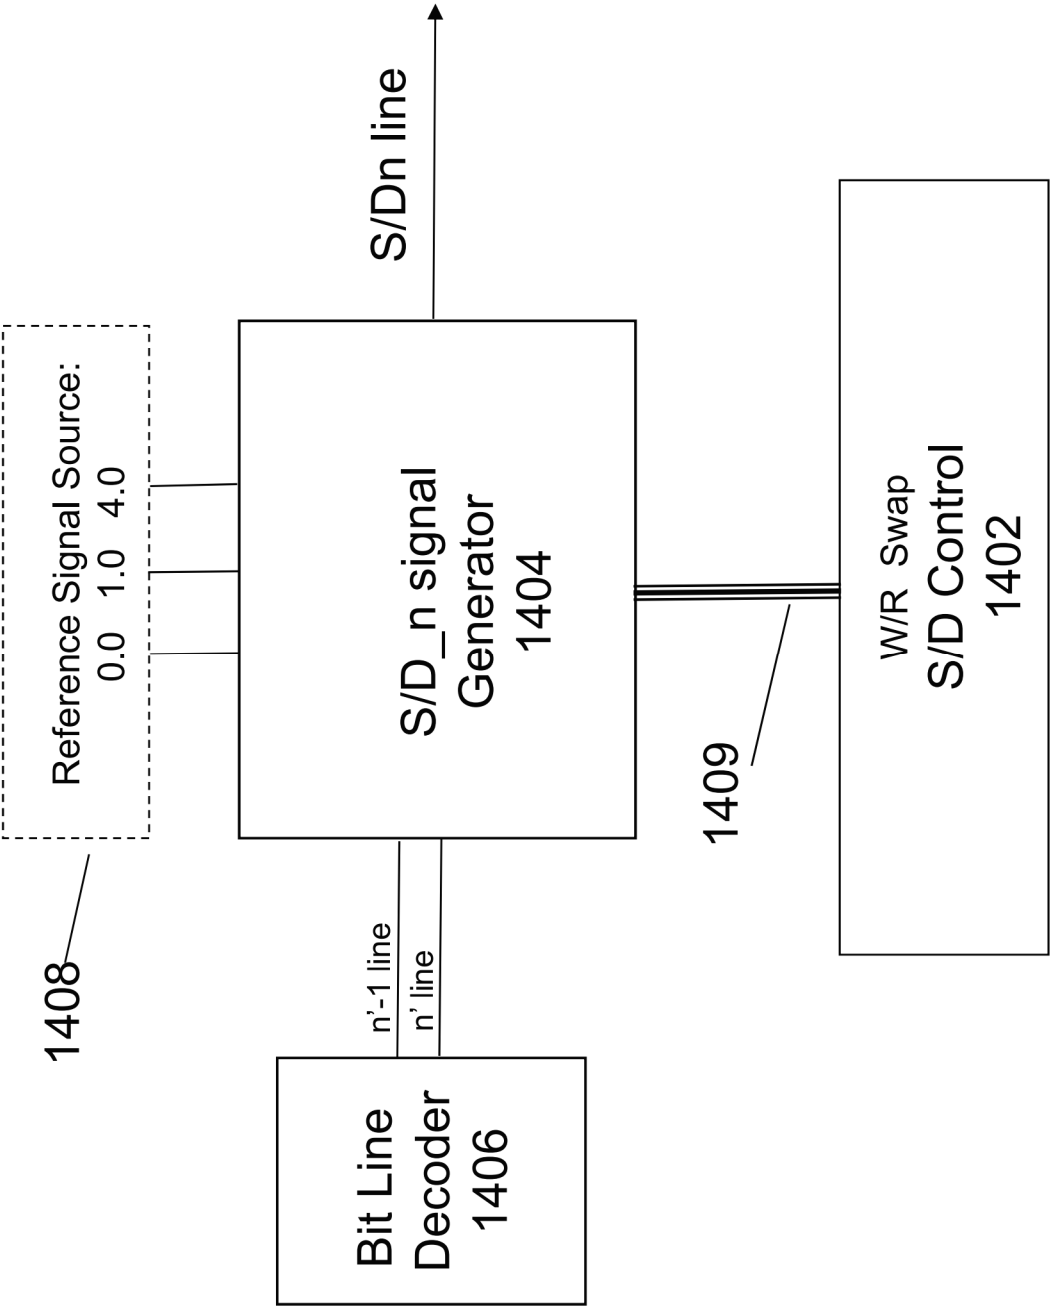 1408
Reference Signal Source:
0.0 1.0 4.0
Bit Line
Decoder
1406
n'-1 line
n' line
S/D_n signal
Generator
1404
S/Dn line
1409
W/R Swap
S/D Control
1402